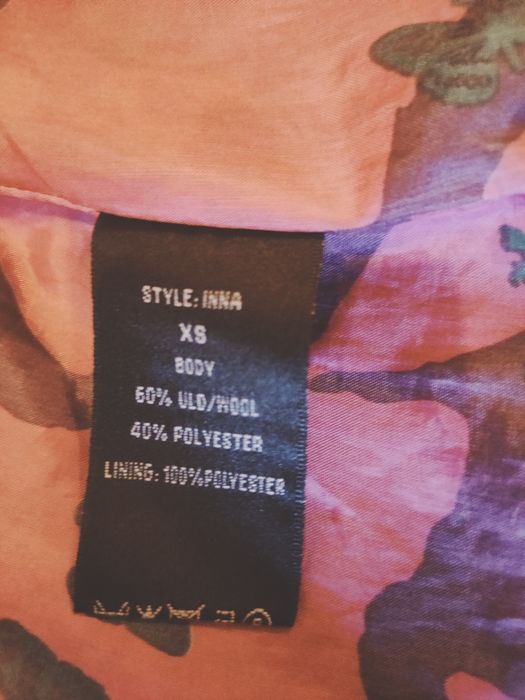 STYLE: INNA
XS
BODY
60% ULD/WOOL
40% POLYESTER
LINING: 100%POLYESTER